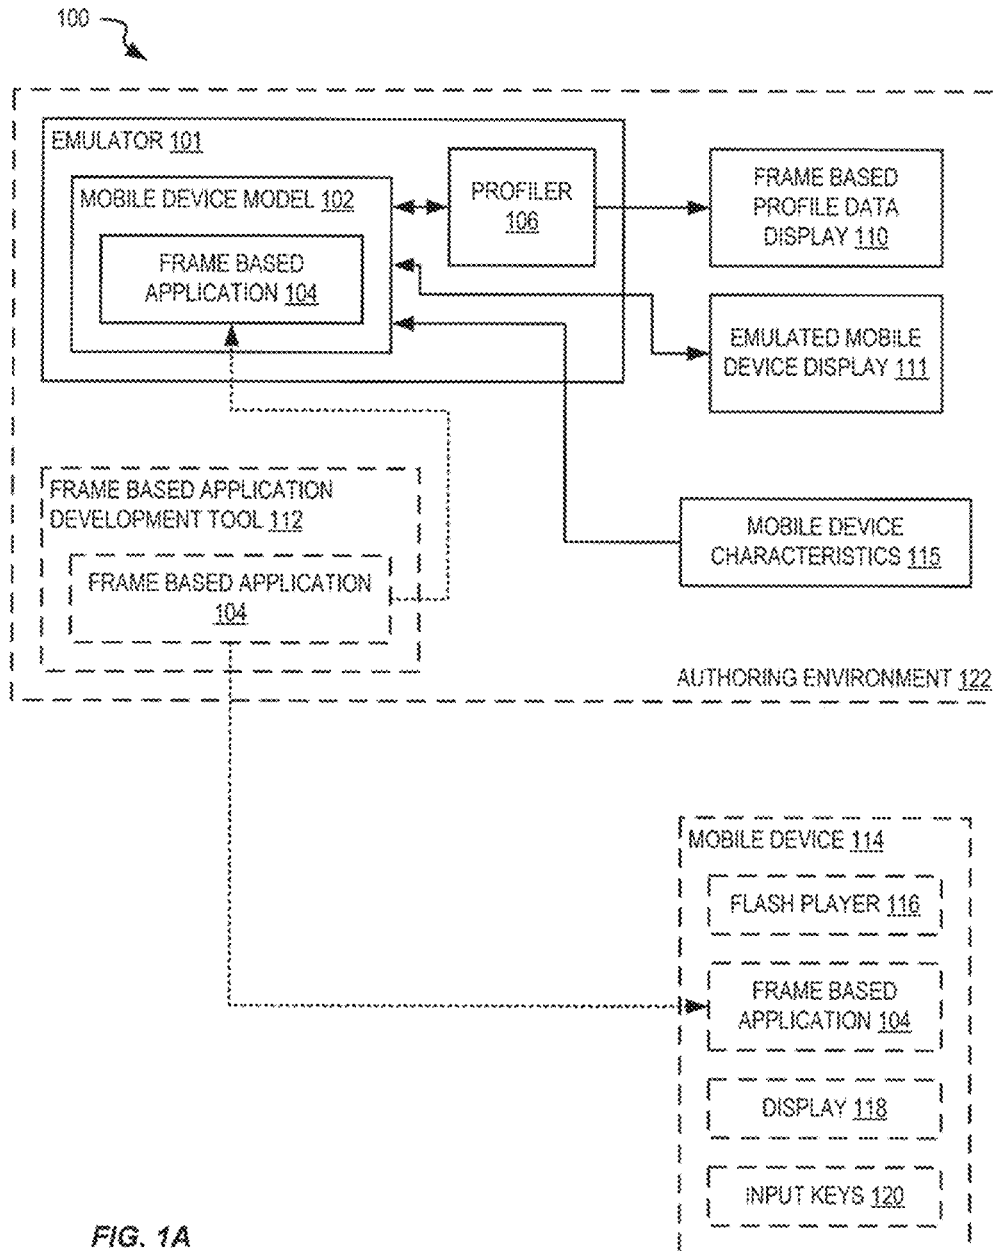 100
EMULATOR 101
MOBILE DEVICE MODEL 102
FRAME BASED
APPLICATION 104
PROFILER
106
FRAME BASED
PROFILE DATA
DISPLAY 110
EMULATED MOBILE
DEVICE DISPLAY 111
FRAME BASED APPLICATION
DEVELOPMENT TOOL 112
FRAME BASED APPLICATION
104
MOBILE DEVICE
CHARACTERISTICS 115
AUTHORING ENVIRONMENT 122
MOBILE DEVICE 114
FLASH PLAYER 116
FRAME BASED
APPLICATION 104
DISPLAY 118
INPUT KEYS 120
FIG. 1A